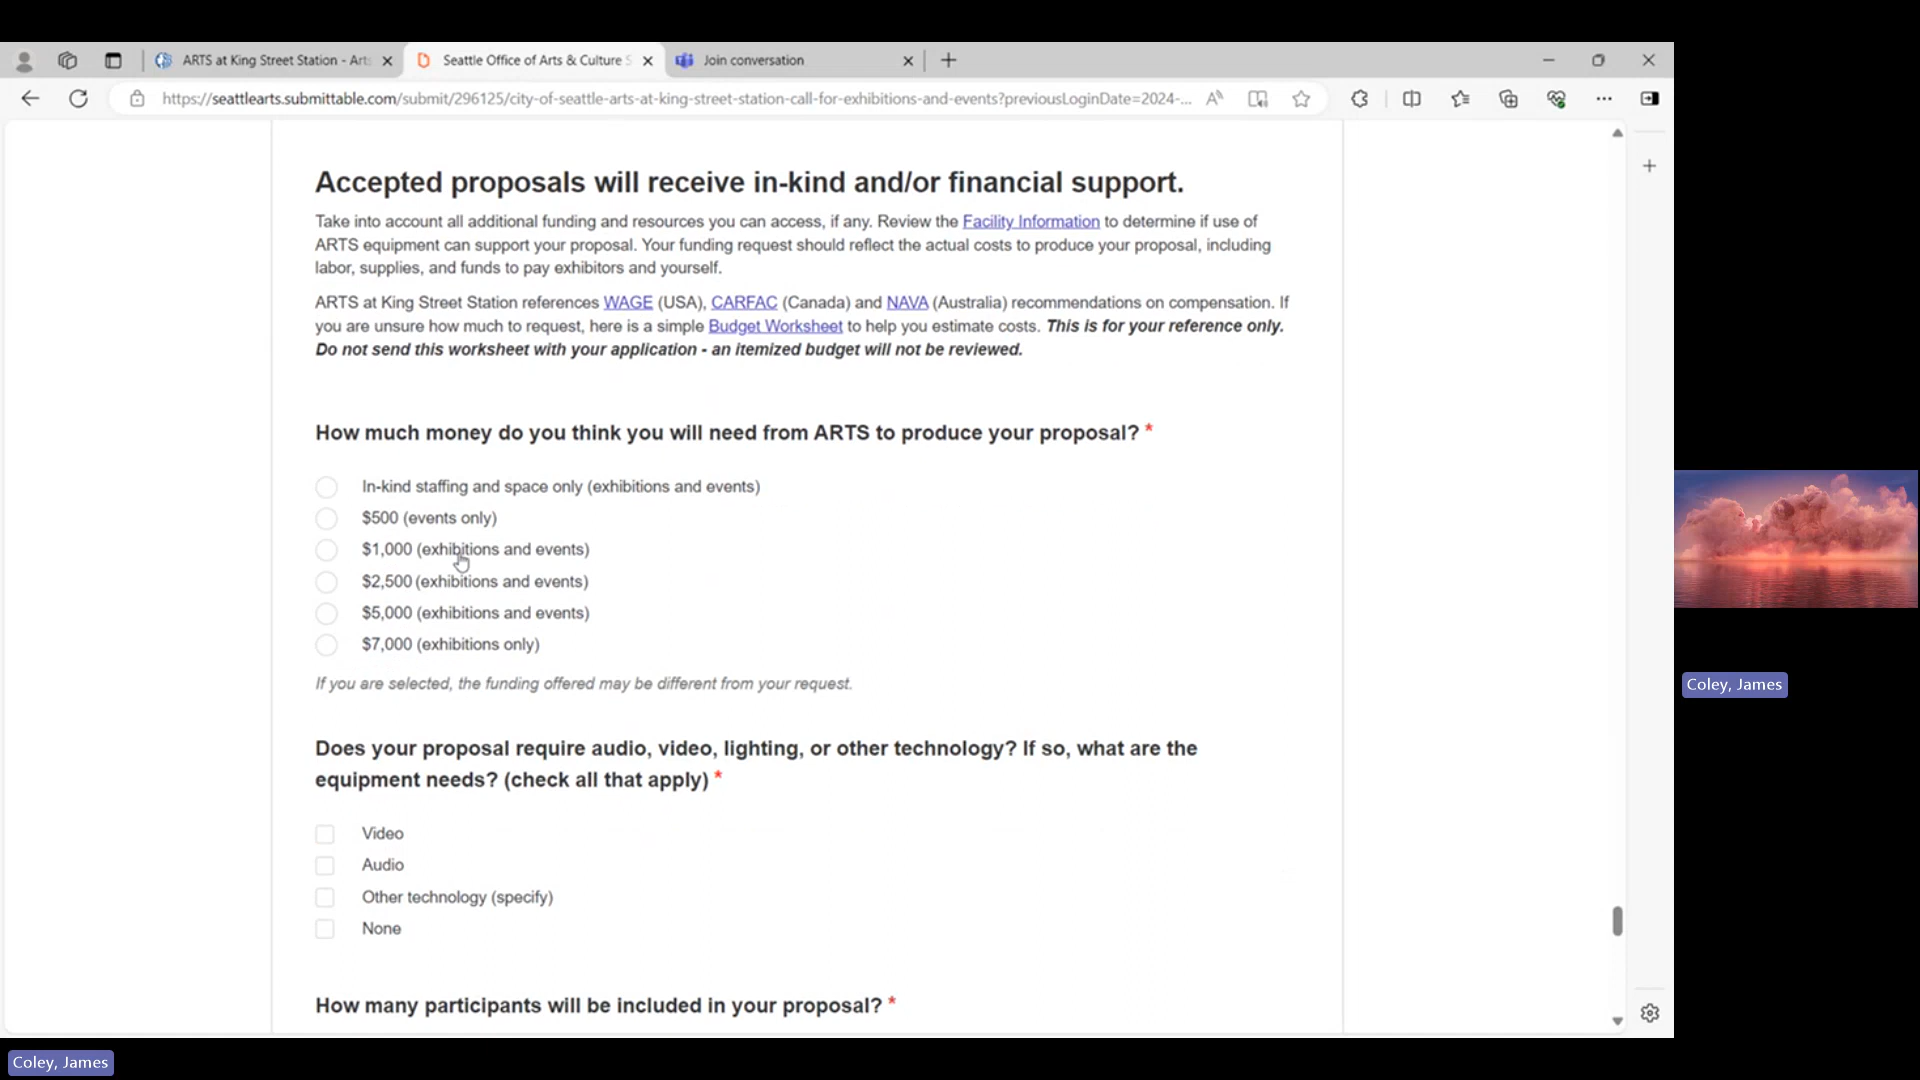 ARTS at King Street Station - Arts
Seattle Office of Arts & Culture S
Join conversation
https://seattlearts.submittable.com/submit/296125/city-of-seattle-arts-at-king-street-station-call-for-exhibitions-and-events?previousLoginDate=2024-...
Accepted proposals will receive in-kind and/or financial support.
Take into account all additional funding and resources you can access, if any. Review the Facility Information to determine if use of
ARTS equipment can support your proposal. Your funding request should reflect the actual costs to produce your proposal, including
labor, supplies, and funds to pay exhibitors and yourself.
ARTS at King Street Station references WAGE (USA), CARFAC (Canada) and NAVA (Australia) recommendations on compensation. If
you are unsure how much to request, here is a simple Budget Worksheet to help you estimate costs. This is for your reference only.
Do not send this worksheet with your application - an itemized budget will not be reviewed.
How much money do you think you will need from ARTS to produce your proposal? *
In-kind staffing and space only (exhibitions and events)
$500 (events only)
$1,000 (exhibitions and events)
$2,500 (exhibitions and events)
$5,000 (exhibitions and events)
$7,000 (exhibitions only)
If you are selected, the funding offered may be different from your request.
Does your proposal require audio, video, lighting, or other technology? If so, what are the
equipment needs? (check all that apply) *
Video
Audio
Other technology (specify)
None
How many participants will be included in your proposal? *
Coley, James
Coley, James